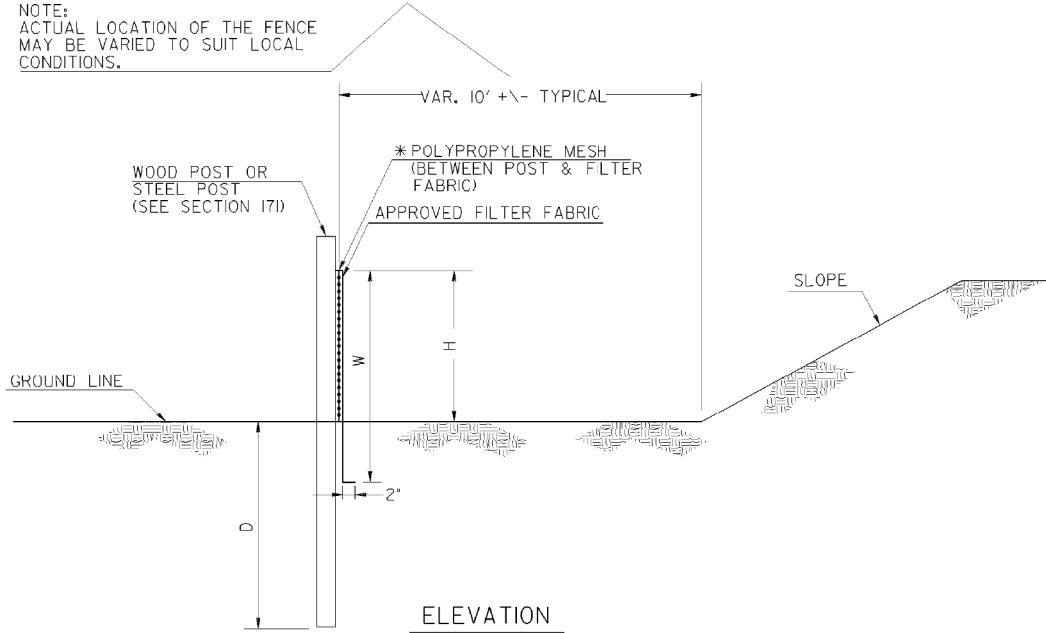 NOTE:
ACTUAL LOCATION OF THE FENCE
MAY BE VARIED TO SUIT LOCAL
CONDITIONS.
VAR. 10' +\- TYPICAL
* POLYPROPYLENE MESH
(BETWEEN POST & FILTER
FABRIC)
WOOD POST OR
STEEL POST
(SEE SECTION 171)
APPROVED FILTER FABRIC
SLOPE
W
H
GROUND LINE
2"
D
ELEVATION